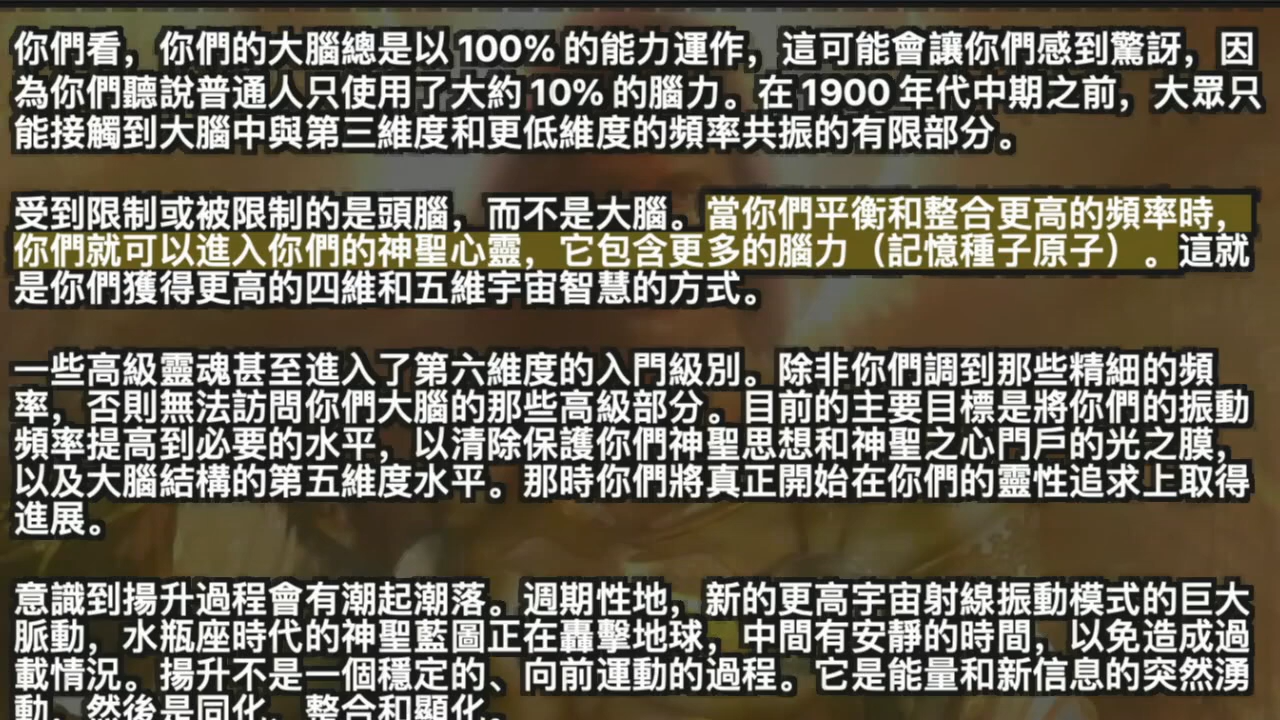 你們看，你們的大腦總是以 100% 的能力運作，這可能會讓你們感到驚訝，因
為你們聽說普通人只使用了大約 10% 的腦力。在 1900 年代中期之前，大眾只
能接觸到大腦中與第三維度和更低維度的頻率共振的有限部分。
受到限制或被限制的是頭腦，而不是大腦。當你們平衡和整合更高的頻率時，
你們就可以進入你們的神聖心靈，它包含更多的腦力（記憶種子原子）。這就
是你們獲得更高的四維和五維宇宙智慧的方式。
一些高級靈魂甚至進入了第六維度的入門級別。除非你們調到那些精細的頻
率，否則無法訪問你們大腦的那些高級部分。目前的主要目標是將你們的振動
頻率提高到必要的水平，以清除保護你們神聖思想和神聖之心門戶的光之膜，
以及大腦結構的第五維度水平。那時你們將真正開始在你們的靈性追求上取得
進展。
意識到揚升過程會有潮起潮落。週期性地，新的更高宇宙射線振動模式的巨大
脈動，水瓶座時代的神聖藍圖正在轟擊地球，中間有安靜的時間，以免造成過
載情況。揚升不是一個穩定的、向前運動的過程。它是能量和新信息的突然湧
動，然後是同化、整合和顯化。